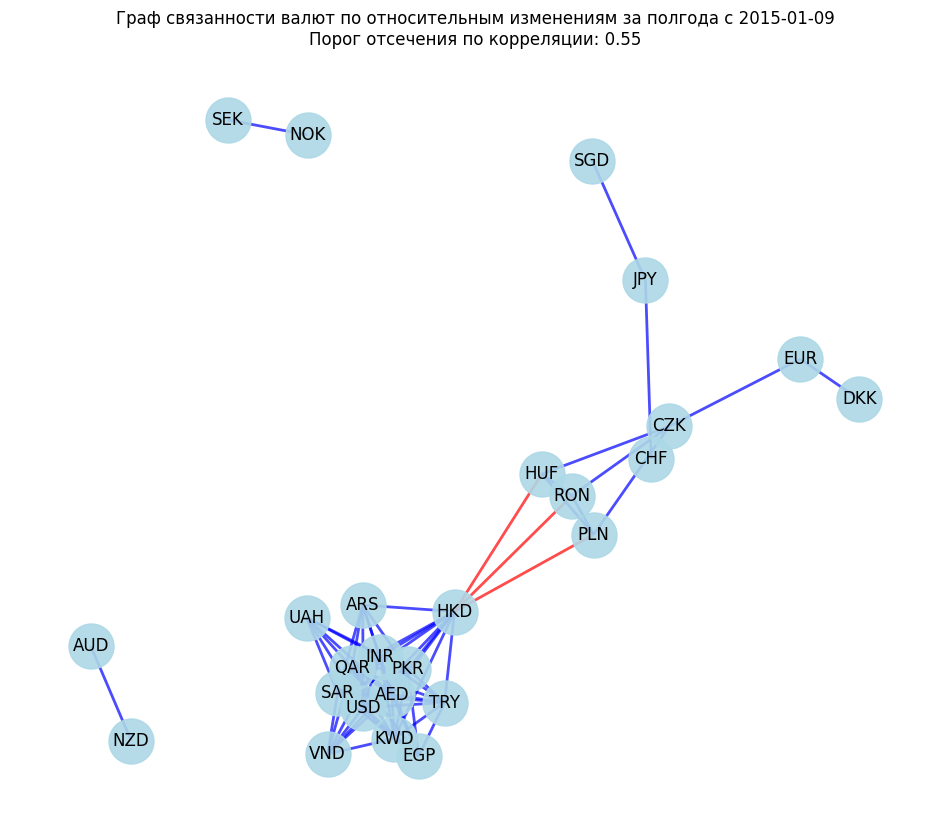 Граф связанности валют по относительным изменениям за полгода с 2015-01-09
Порог отсечения по корреляции: 0.55
SEK
NOK
SGD
JPY
EUR
DKK
CZK
CHF
HUF
RON
PLN
HKD
ARS
UAH
AUD
INR
QAR
PKR
SAR
AED
USD
TRY
NZD
KWD
VND
EGP